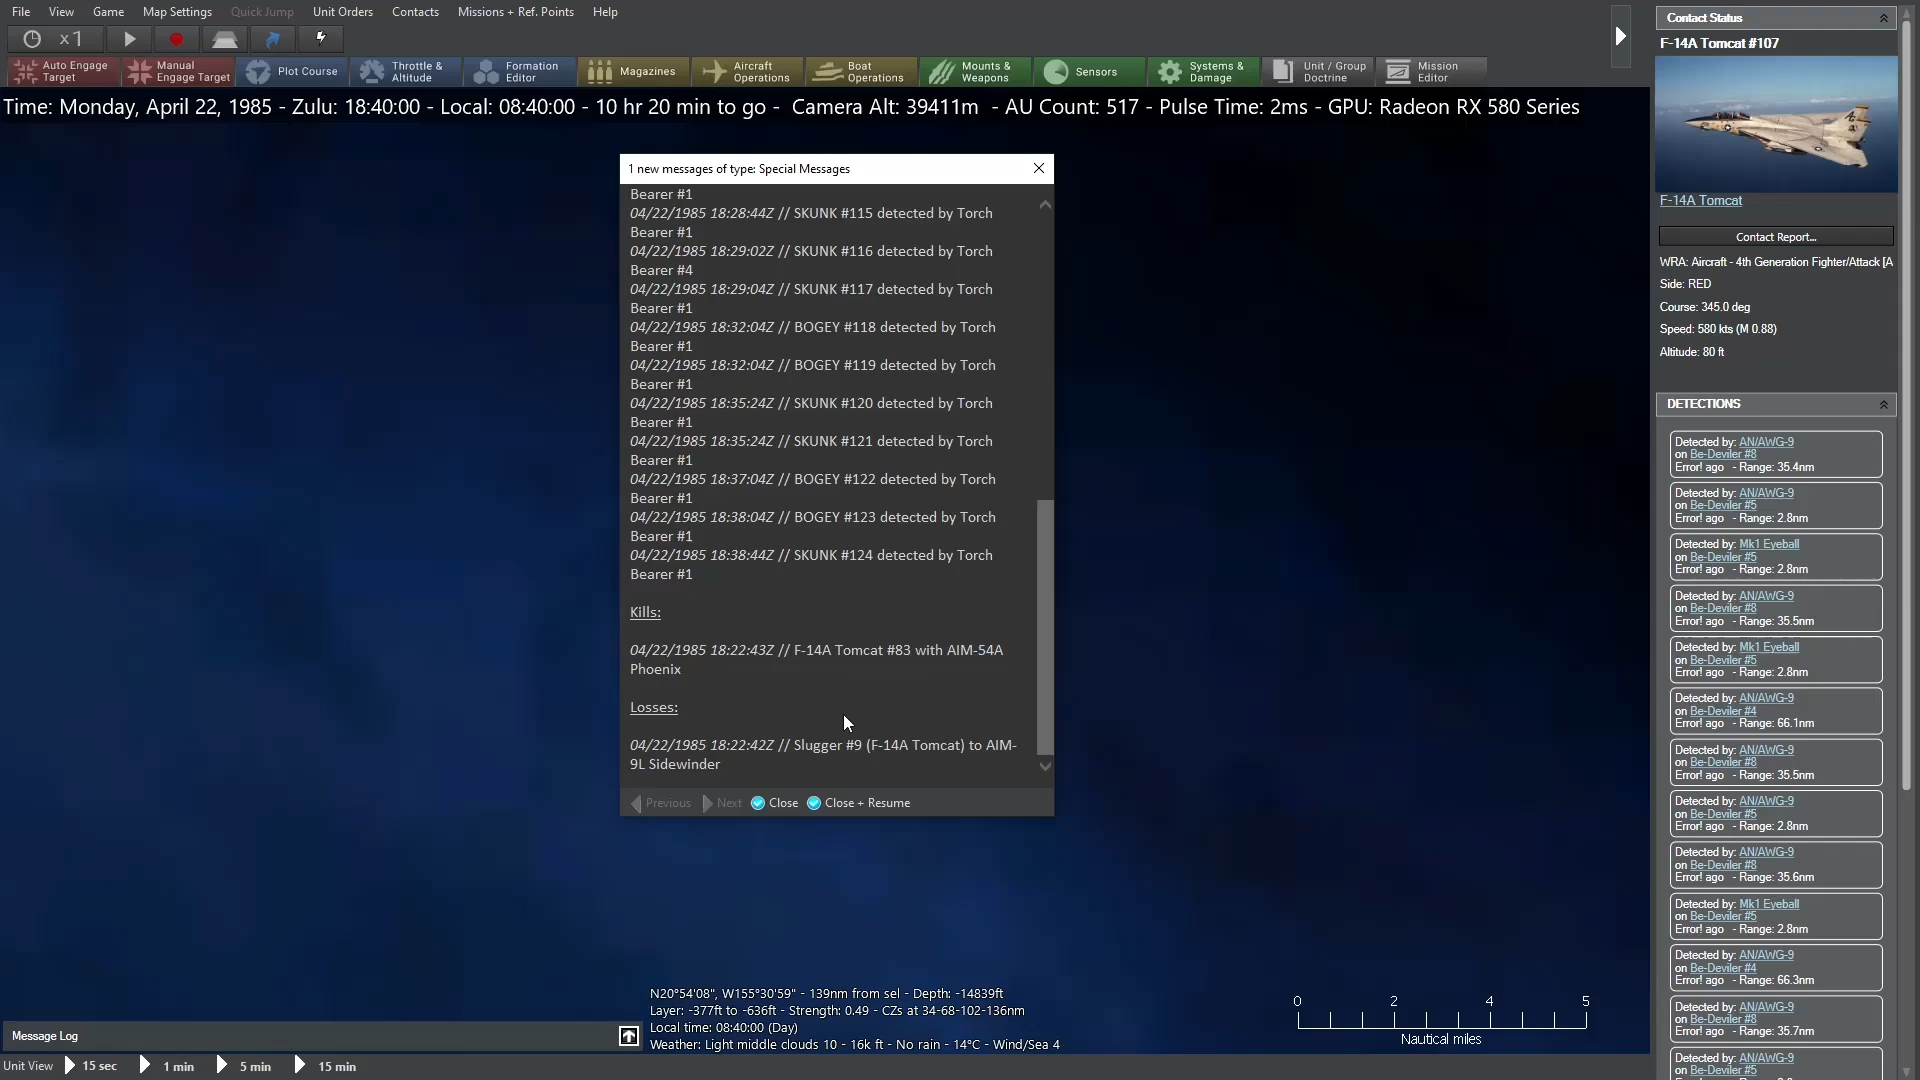 File View Game Map Settings Quick Jump Unit Orders Contacts Missions + Ref. Points Help
x1
Auto Engage
Target
Manual
Engage Target
Plot Course
Throttle &
Altitude
Formation
Editor
Magazines
Aircraft
Operations
Boat
Operations
Mounts &
Weapons
Sensors
Systems &
Damage
Unit / Group
Doctrine
Mission
Editor
Time: Monday, April 22, 1985 - Zulu: 18:40:00 - Local: 08:40:00 - 10 hr 20 min to go - Camera Alt: 39411m - AU Count: 517 - Pulse Time: 2ms - GPU: Radeon RX 580 Series
1 new messages of type: Special Messages
Bearer #1
04/22/1985 18:28:44Z // SKUNK #115 detected by Torch
Bearer #1
04/22/1985 18:29:02Z // SKUNK #116 detected by Torch
Bearer #4
04/22/1985 18:29:04Z // SKUNK #117 detected by Torch
Bearer #1
04/22/1985 18:32:04Z // BOGEY #118 detected by Torch
Bearer #1
04/22/1985 18:32:04Z // BOGEY #119 detected by Torch
Bearer #1
04/22/1985 18:35:24Z // SKUNK #120 detected by Torch
Bearer #1
04/22/1985 18:35:24Z // SKUNK #121 detected by Torch
Bearer #1
04/22/1985 18:37:04Z // BOGEY #122 detected by Torch
Bearer #1
04/22/1985 18:38:04Z // BOGEY #123 detected by Torch
Bearer #1
04/22/1985 18:38:44Z // SKUNK #124 detected by Torch
Bearer #1
Kills:
04/22/1985 18:22:43Z // F-14A Tomcat #83 with AIM-54A
Phoenix
Losses:
04/22/1985 18:22:42Z // Slugger #9 (F-14A Tomcat) to AIM-
9L Sidewinder
Previous Next Close Close + Resume
N20°54'08", W155°30'59" - 139nm from sel - Depth: -14839ft
Layer: -377ft to -636ft - Strength: 0.49 - CZs at 34-68-102-136nm
Local time: 08:40:00 (Day)
Weather: Light middle clouds 10 - 16k ft - No rain - 14°C - Wind/Sea 4
0 2 4 5
Nautical miles
Message Log
Unit View 15 sec 1 min 5 min 15 min
Contact Status
F-14A Tomcat #107
F-14A Tomcat
Contact Report...
WRA: Aircraft - 4th Generation Fighter/Attack [A
Side: RED
Course: 345.0 deg
Speed: 580 kts (M 0.88)
Altitude: 80 ft
DETECTIONS
Detected by: AN/AWG-9
on Be-Deviler #8
Error! ago - Range: 35.4nm
Detected by: AN/AWG-9
on Be-Deviler #5
Error! ago - Range: 2.8nm
Detected by: Mk1 Eyeball
on Be-Deviler #5
Error! ago - Range: 2.8nm
Detected by: AN/AWG-9
on Be-Deviler #8
Error! ago - Range: 35.5nm
Detected by: Mk1 Eyeball
on Be-Deviler #5
Error! ago - Range: 2.8nm
Detected by: AN/AWG-9
on Be-Deviler #4
Error! ago - Range: 66.1nm
Detected by: AN/AWG-9
on Be-Deviler #8
Error! ago - Range: 35.5nm
Detected by: AN/AWG-9
on Be-Deviler #5
Error! ago - Range: 2.8nm
Detected by: AN/AWG-9
on Be-Deviler #8
Error! ago - Range: 35.6nm
Detected by: Mk1 Eyeball
on Be-Deviler #5
Error! ago - Range: 2.8nm
Detected by: AN/AWG-9
on Be-Deviler #4
Error! ago - Range: 66.3nm
Detected by: AN/AWG-9
on Be-Deviler #8
Error! ago - Range: 35.7nm
Detected by: AN/AWG-9
on Be-Deviler #5